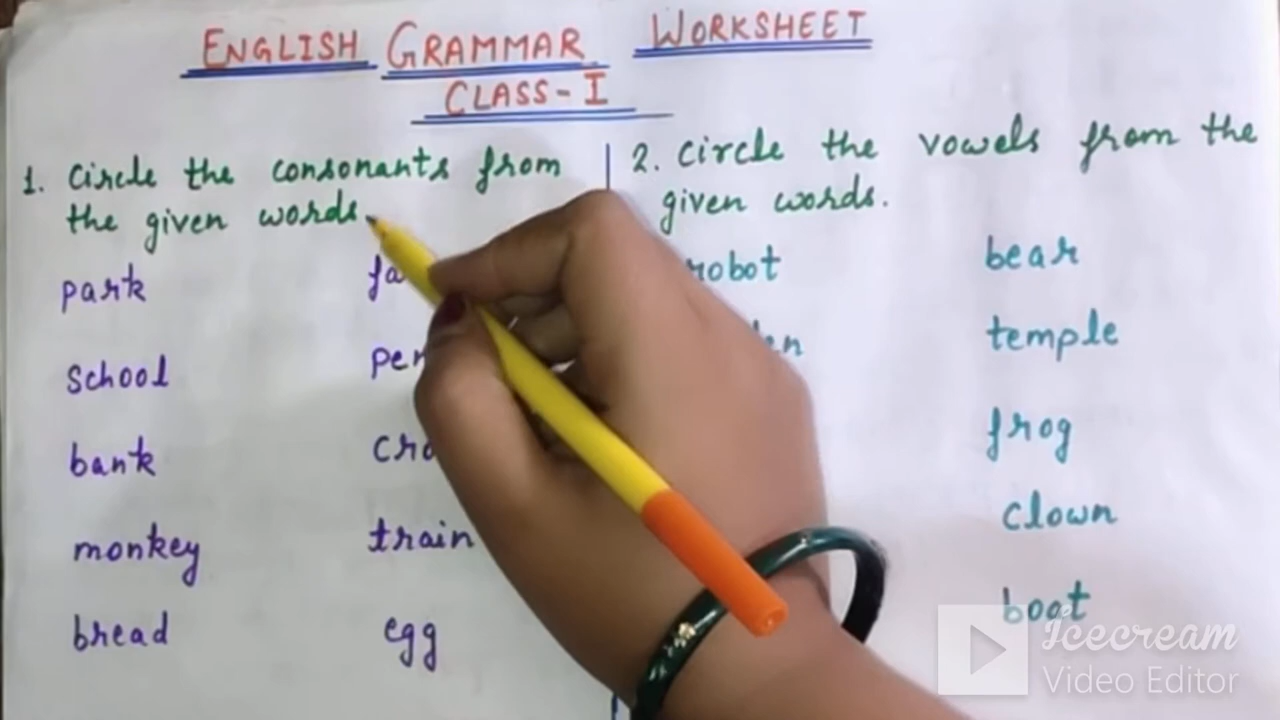 ENGLISH GRAMMAR WORKSHEET
CLASS-I
1. Circle the consonants from
the given words.
park
school
bank
monkey
bread
train
egg
2. Circle the vowels from the
given words.
robot
bear
temple
frog
clown
boat
Icecream
Video Editor